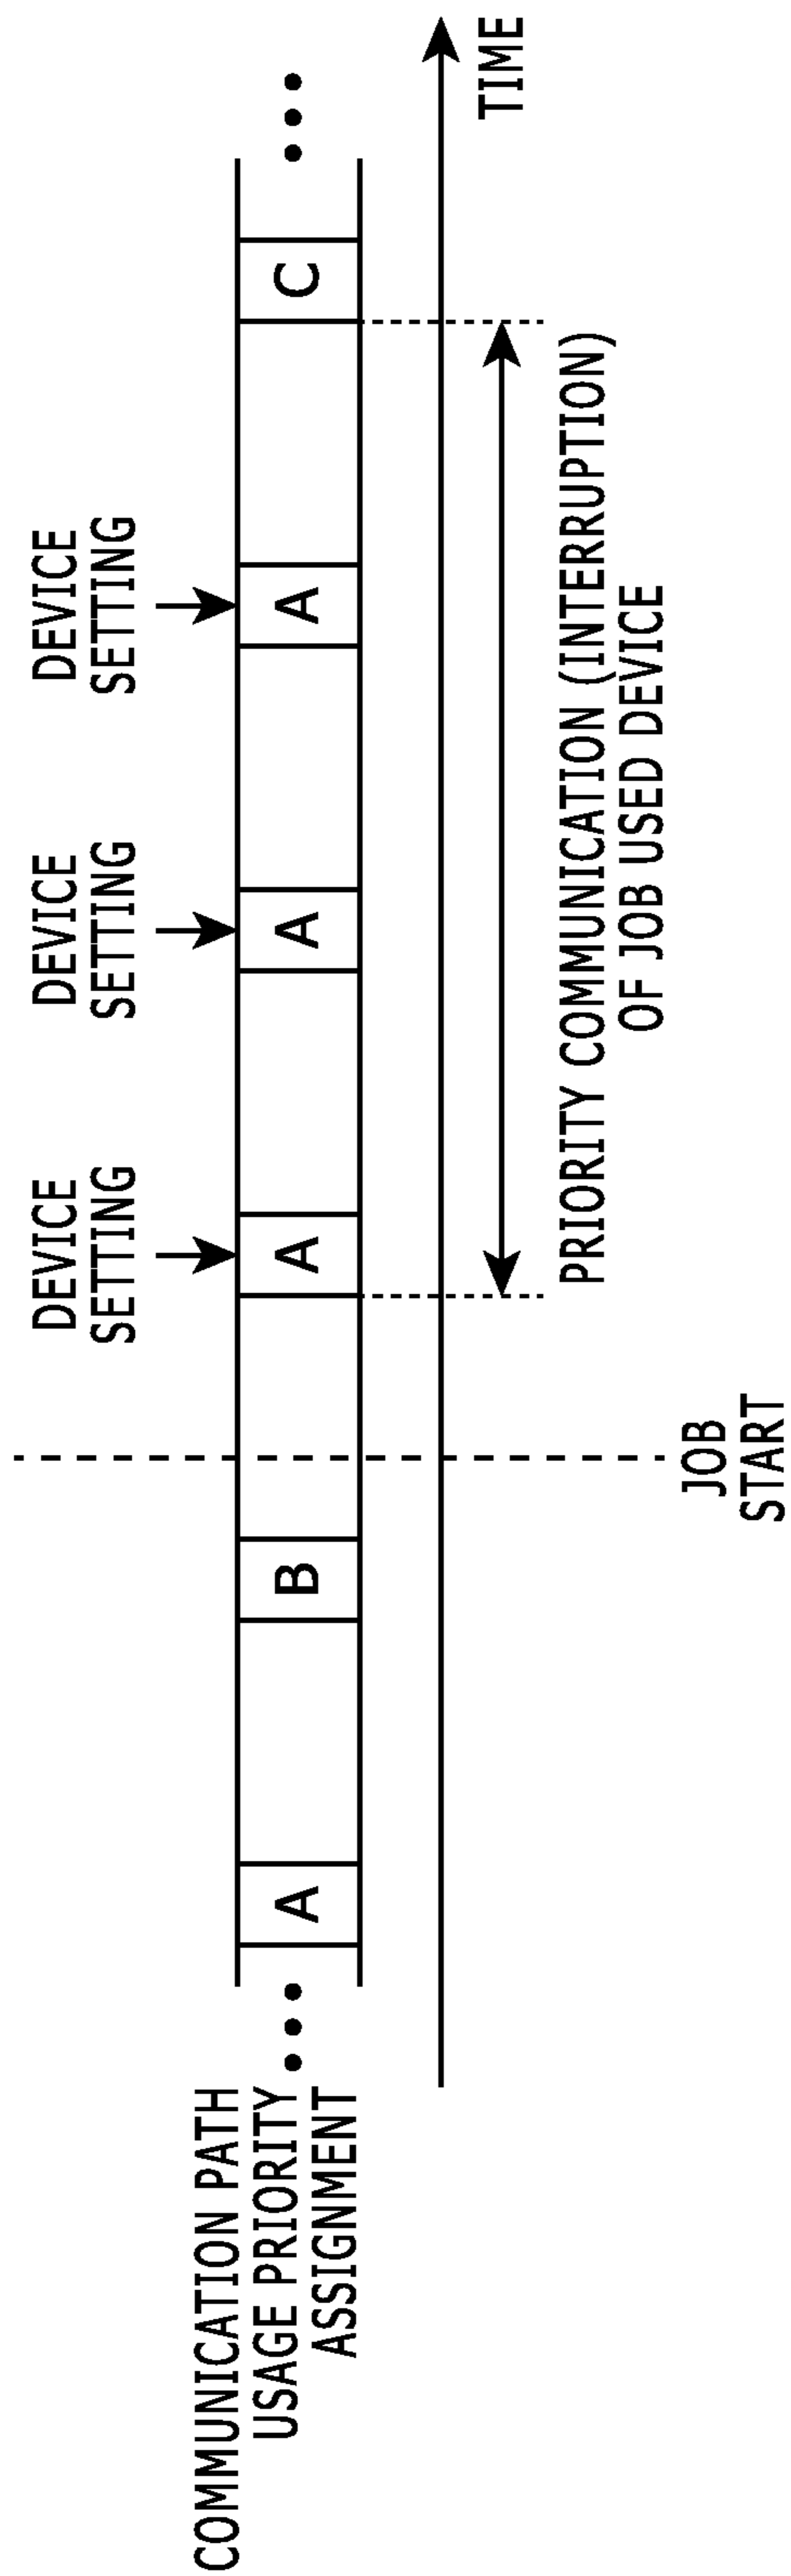 DEVICE
SETTING
DEVICE
SETTING
DEVICE
SETTING
COMMUNICATION PATH
USAGE PRIORITY
ASSIGNMENT
A
B
A
A
A
C
TIME
PRIORITY COMMUNICATION (INTERRUPTION)
OF JOB USED DEVICE
JOB
START